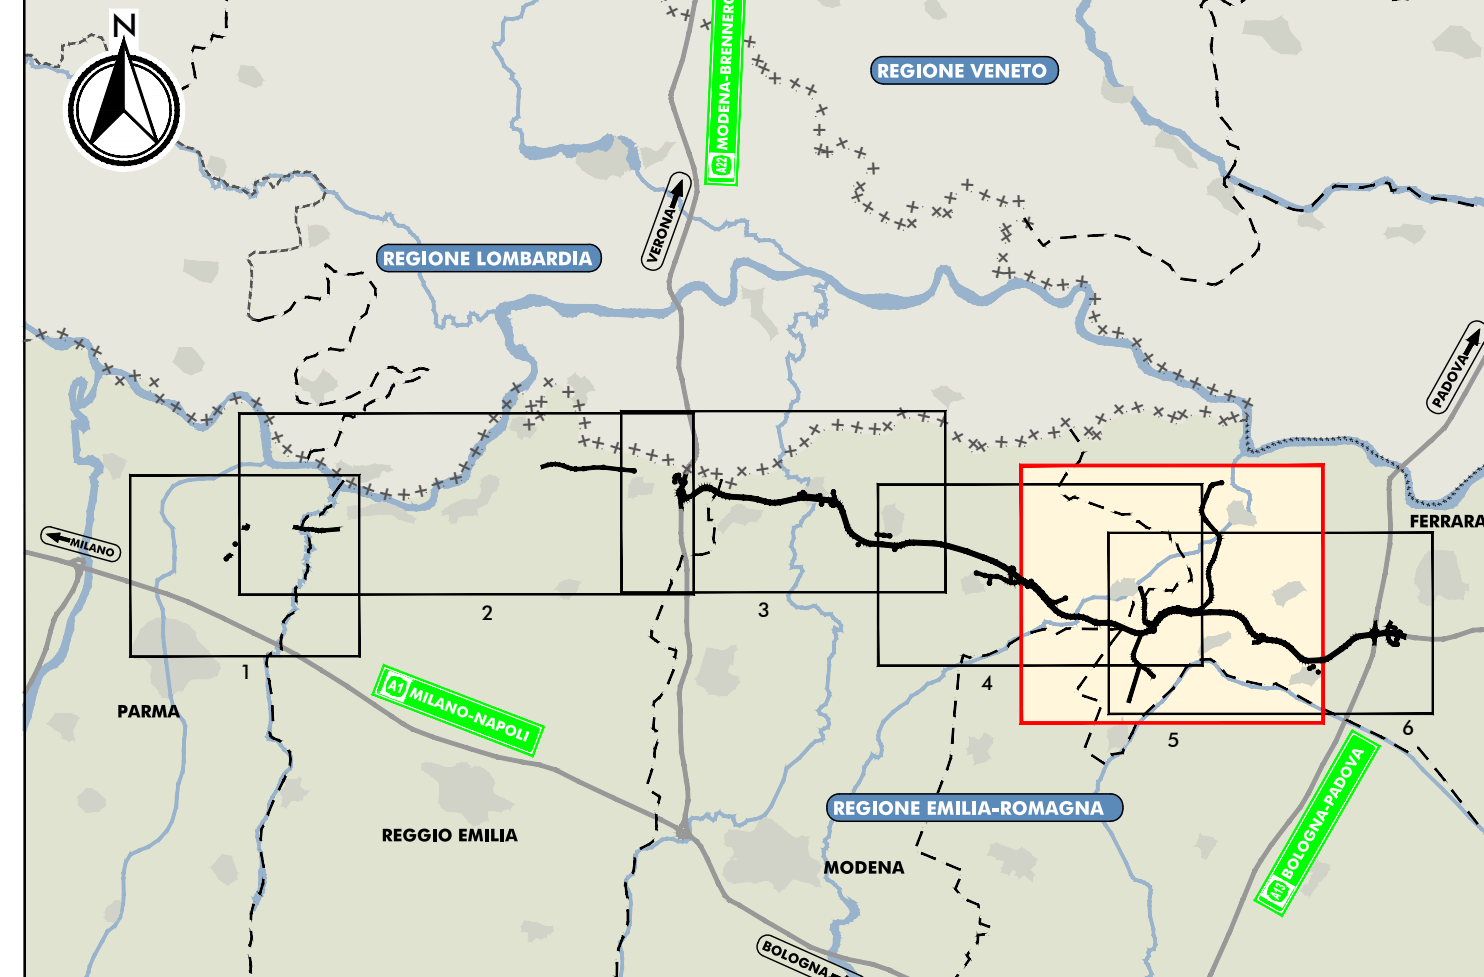 N
A22 MODENA-BRENNERO
REGIONE VENETO
VERONA
REGIONE LOMBARDIA
PADOVA
MILANO
FERRARA
1
2
3
4
5
6
PARMA
A1 MILANO-NAPOLI
REGGIO EMILIA
REGIONE EMILIA-ROMAGNA
A13 BOLOGNA-PADOVA
MODENA
BOLOGNA